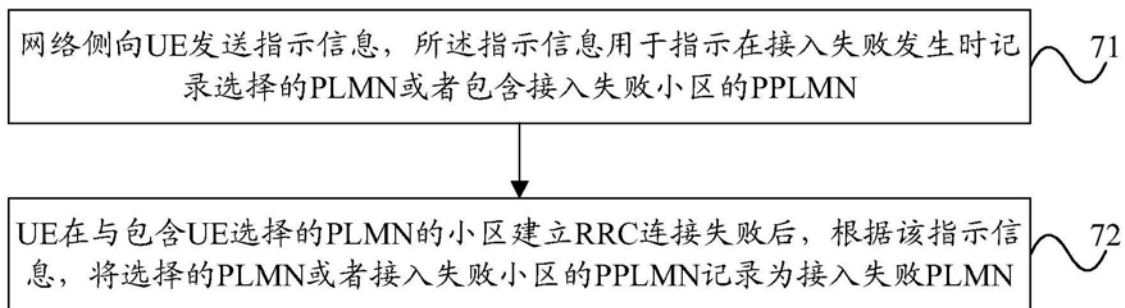 网络侧向UE发送指示信息，所述指示信息用于指示在接入失败发生时记
录选择的PLMN或者包含接入失败小区的PPLMN
71
UE在与包含UE选择的PLMN的小区建立RRC连接失败后，根据该指示信
息，将选择的PLMN或者接入失败小区的PPLMN记录为接入失败PLMN
72